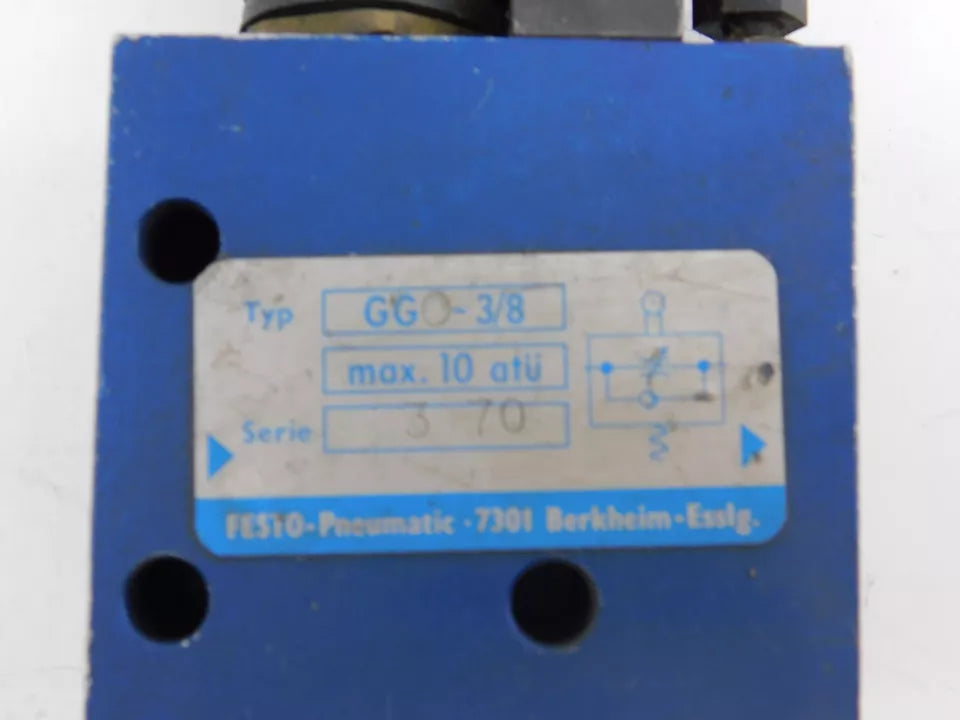 Typ GGO-3/8
max. 10 atü
Serie 3 70
FESTO-Pneumatic · 7301 Berkheim-Esslg.